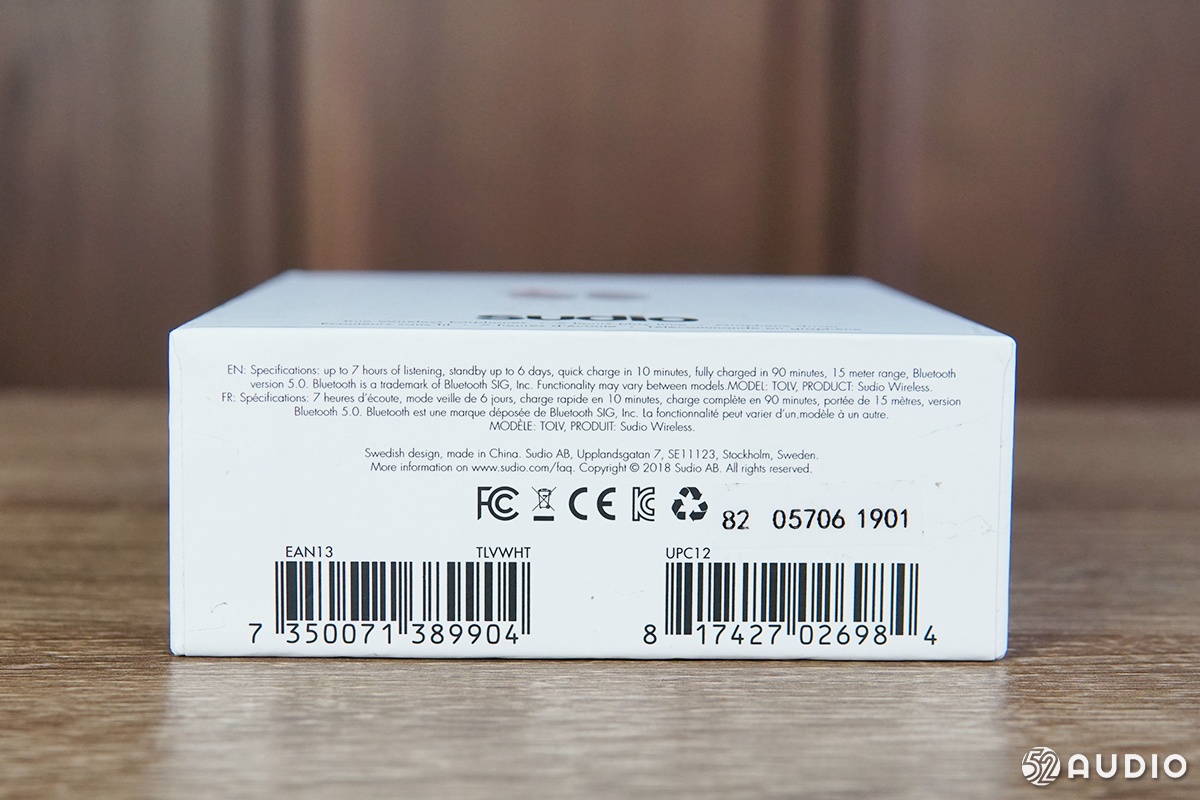 Sudio
EN: Specifications: up to 7 hours of listening, standby up to 6 days, quick charge in 10 minutes, fully charged in 90 minutes, 15 meter range, Bluetooth
version 5.0. Bluetooth is a trademark of Bluetooth SIG, Inc. Functionality may vary between models.MODEL: TOLV, PRODUCT: Sudio Wireless.
FR: Spécifications: 7 heures d'écoute, mode veille de 6 jours, charge rapide en 10 minutes, charge complète en 90 minutes, portée de 15 mètres, version
Bluetooth 5.0. Bluetooth est une marque déposée de Bluetooth SIG, Inc. La fonctionnalité peut varier d'un modèle à un autre.
MODÈLE: TOLV, PRODUIT: Sudio Wireless.
Swedish design, made in China. Sudio AB, Upplandsgatan 7, SE11123, Stockholm, Sweden.
More information on www.sudio.com/faq. Copyright © 2018 Sudio AB. All rights reserved.
FC CE 82 05706 1901
EAN13 TLVWHT UPC12
7 350071 389904 8 17427 02698 4
52 AUDIO